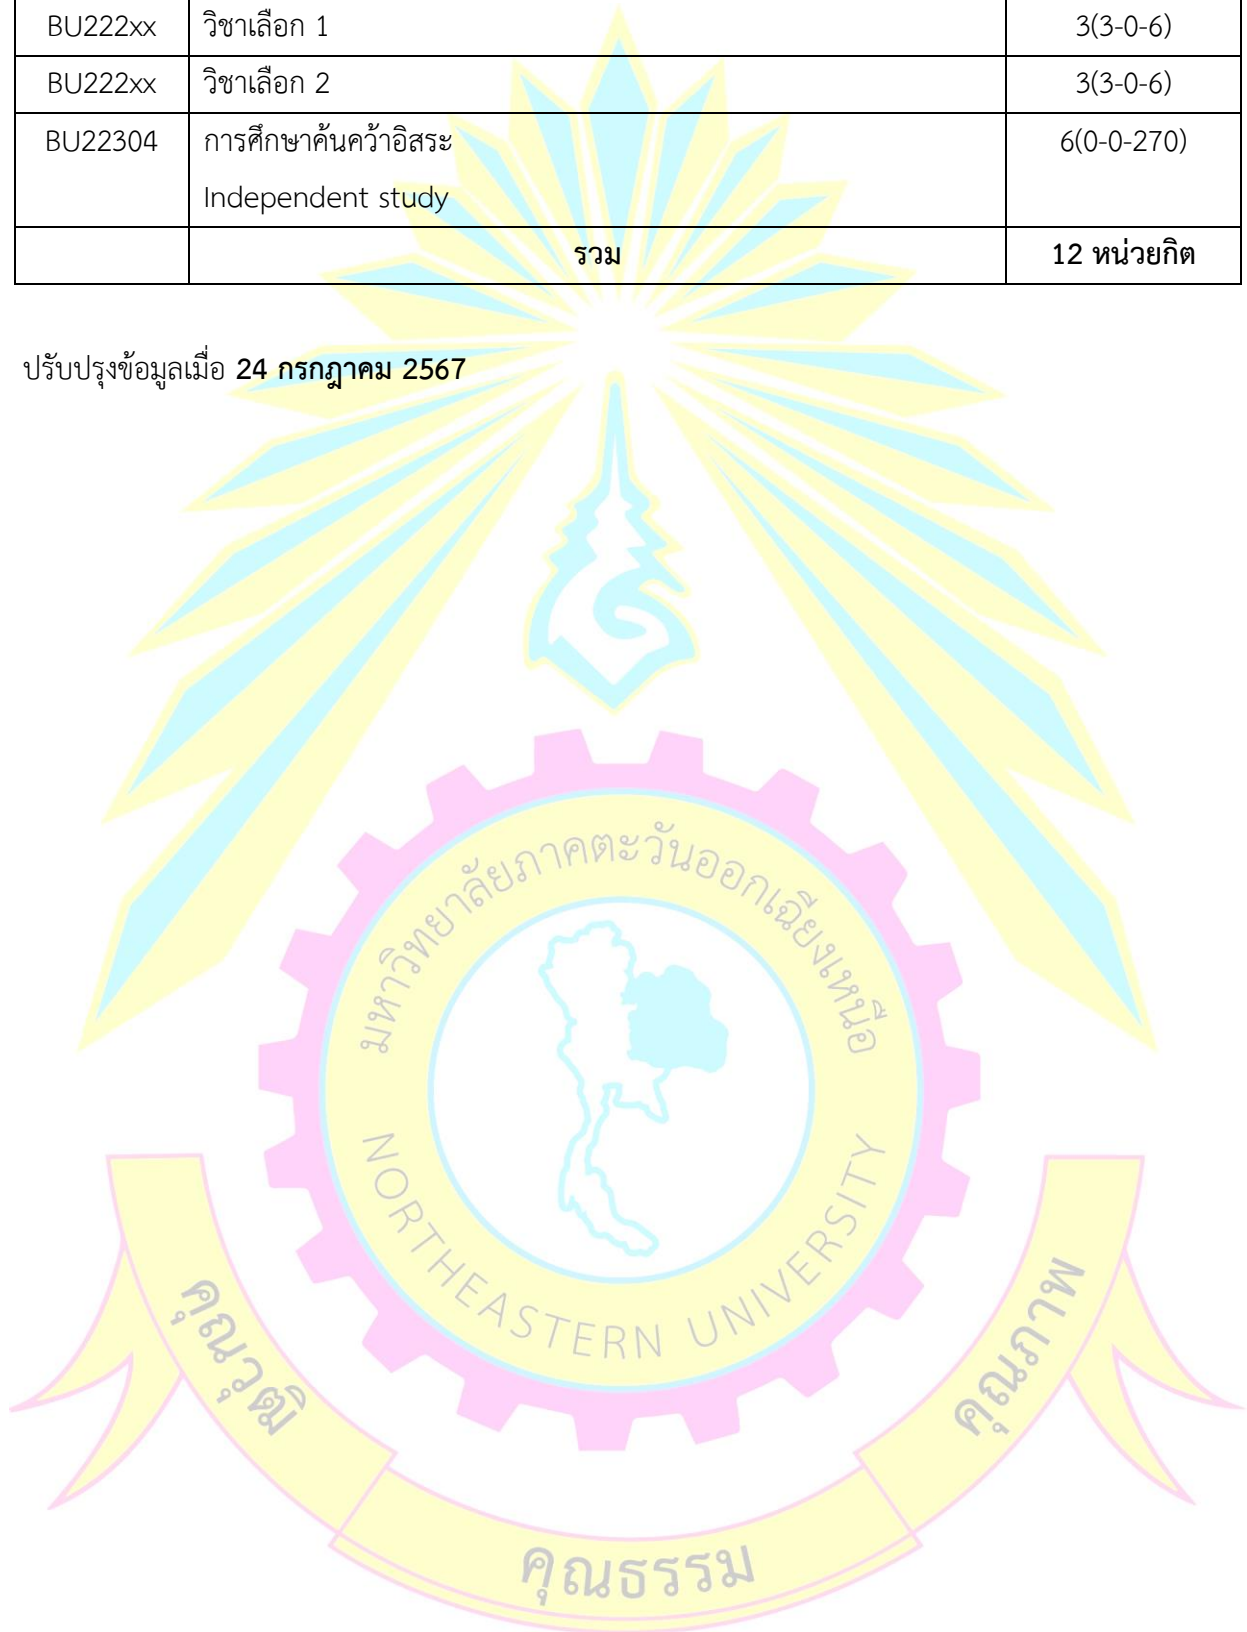 BU222xx วิชาเลือก 1 3(3-0-6)
BU222xx วิชาเลือก 2 3(3-0-6)
BU22304 การศึกษาค้นคว้าอิสระ 6(0-0-270)
Independent study
รวม 12 หน่วยกิต
ปรับปรุงข้อมูลเมื่อ 24 กรกฎาคม 2567
มหาวิทยาลัยภาคตะวันออกเฉียงเหนือ
NORTHEASTERN UNIVERSITY
คุณวุฒิ
คุณธรรม
คุณภาพ